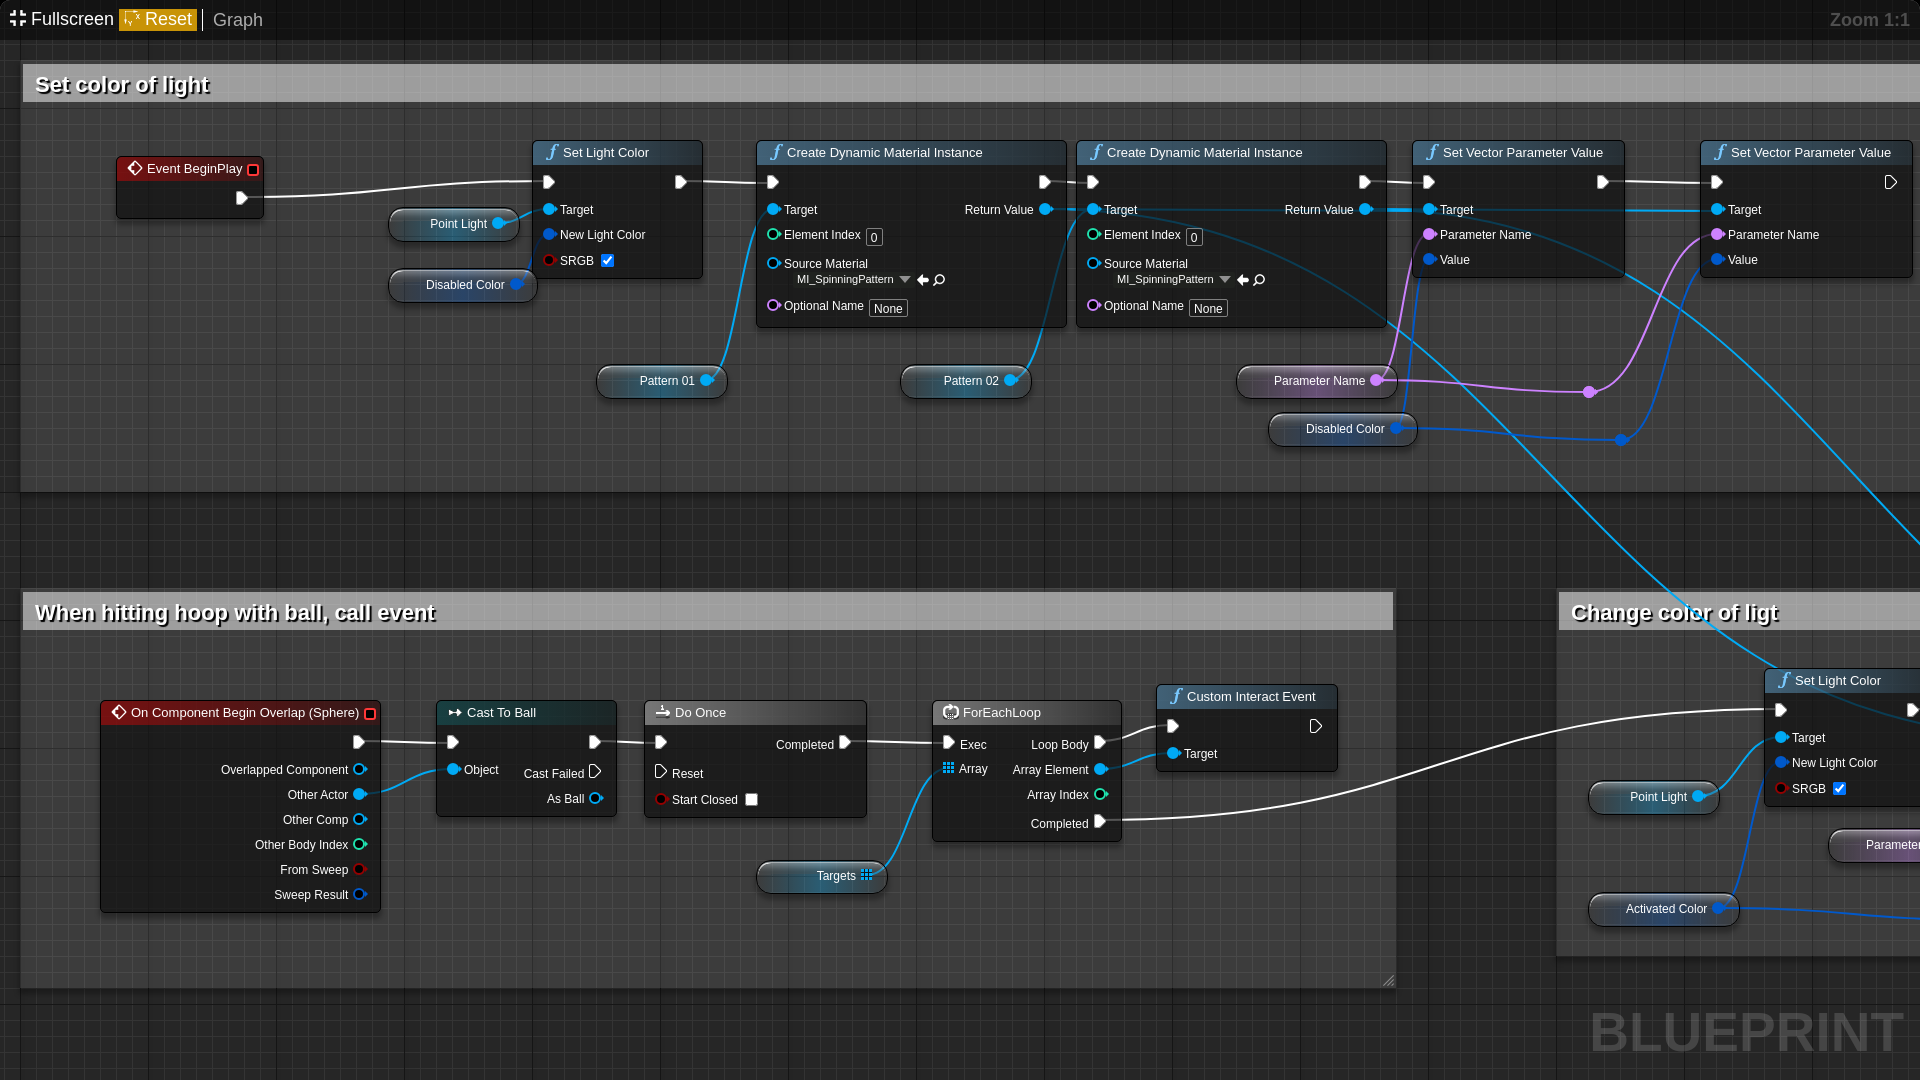 Fullscreen Reset Graph Zoom 1:1
Set color of light
Event BeginPlay
Point Light
Disabled Color
Set Light Color
Target
New Light Color
SRGB
Create Dynamic Material Instance
Target Return Value
Element Index 0
Source Material
MI_SpinningPattern
Optional Name None
Pattern 01
Create Dynamic Material Instance
Target Return Value
Element Index 0
Source Material
MI_SpinningPattern
Optional Name None
Pattern 02
Set Vector Parameter Value
Target
Parameter Name
Value
Parameter Name
Disabled Color
Set Vector Parameter Value
Target
Parameter Name
Value
When hitting hoop with ball, call event
On Component Begin Overlap (Sphere)
Overlapped Component
Other Actor
Other Comp
Other Body Index
From Sweep
Sweep Result
Cast To Ball
Object Cast Failed
As Ball
Do Once
Completed
Reset
Start Closed
Targets
ForEachLoop
Exec Loop Body
Array Array Element
Array Index
Completed
Custom Interact Event
Target
Change color of ligt
Set Light Color
Target
New Light Color
SRGB
Point Light
Parameter
Activated Color
BLUEPRINT